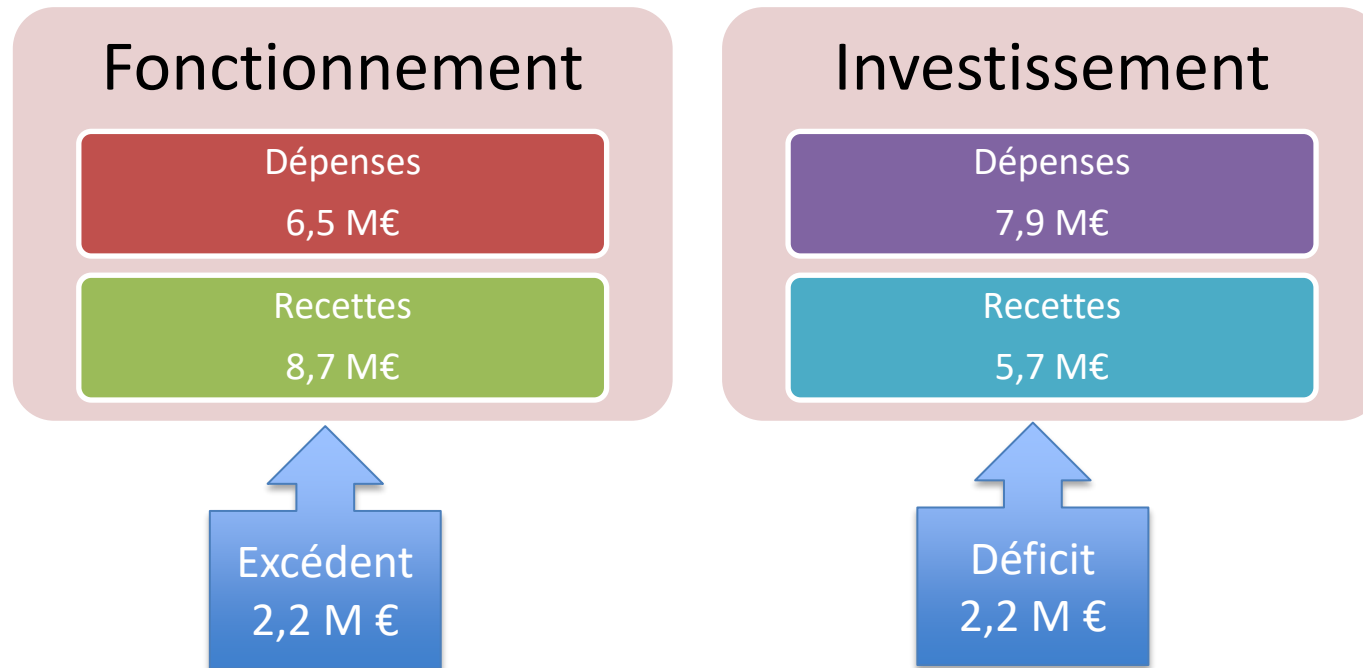 Fonctionnement
Dépenses
6,5 M€
Recettes
8,7 M€
Excédent
2,2 M €
Investissement
Dépenses
7,9 M€
Recettes
5,7 M€
Déficit
2,2 M €